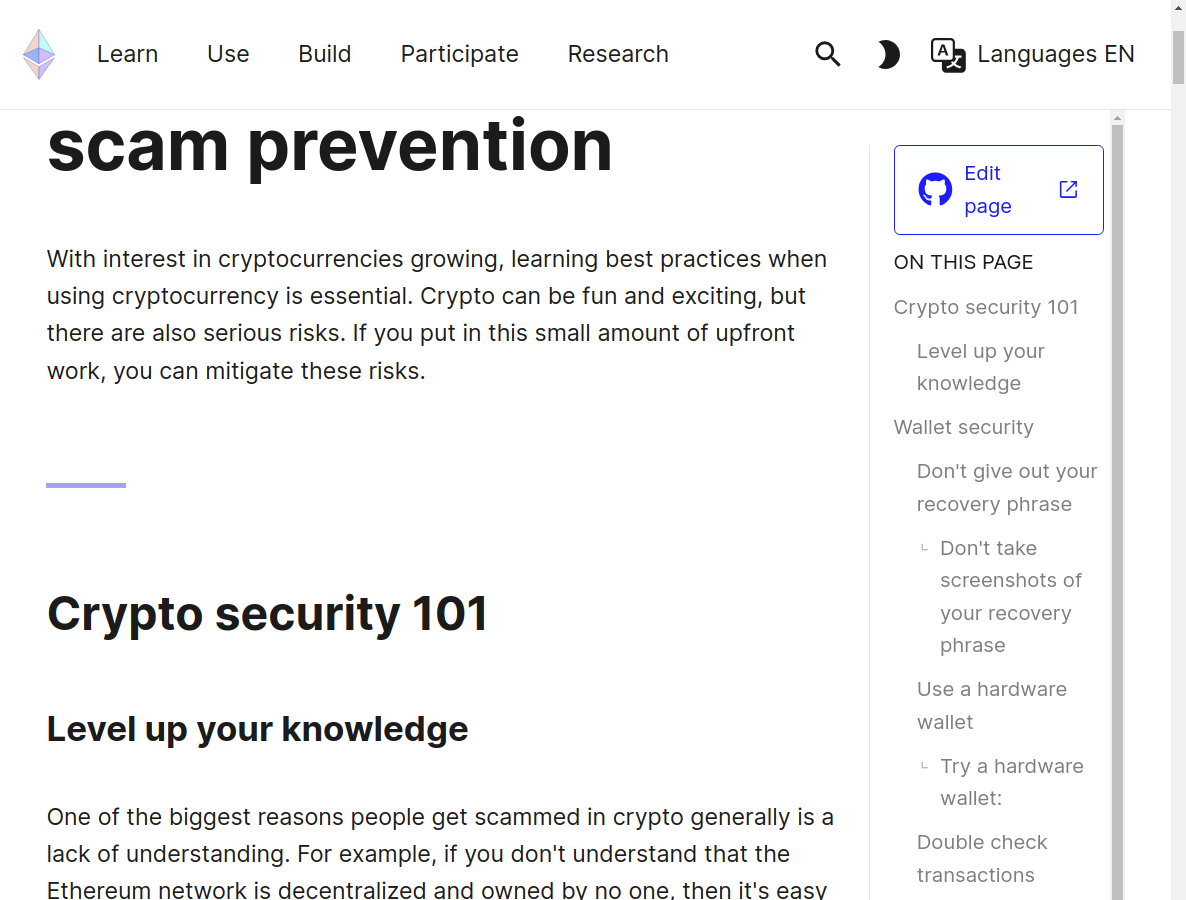 Learn
Use
Build
Participate
Research
Languages EN
scam prevention
With interest in cryptocurrencies growing, learning best practices when
using cryptocurrency is essential. Crypto can be fun and exciting, but
there are also serious risks. If you put in this small amount of upfront
work, you can mitigate these risks.
Crypto security 101
Level up your knowledge
One of the biggest reasons people get scammed in crypto generally is a
lack of understanding. For example, if you don't understand that the
Ethereum network is decentralized and owned by no one, then it's easy
Edit
page
ON THIS PAGE
Crypto security 101
Level up your
knowledge
Wallet security
Don't give out your
recovery phrase
Don't take
screenshots of
your recovery
phrase
Use a hardware
wallet
Try a hardware
wallet:
Double check
transactions